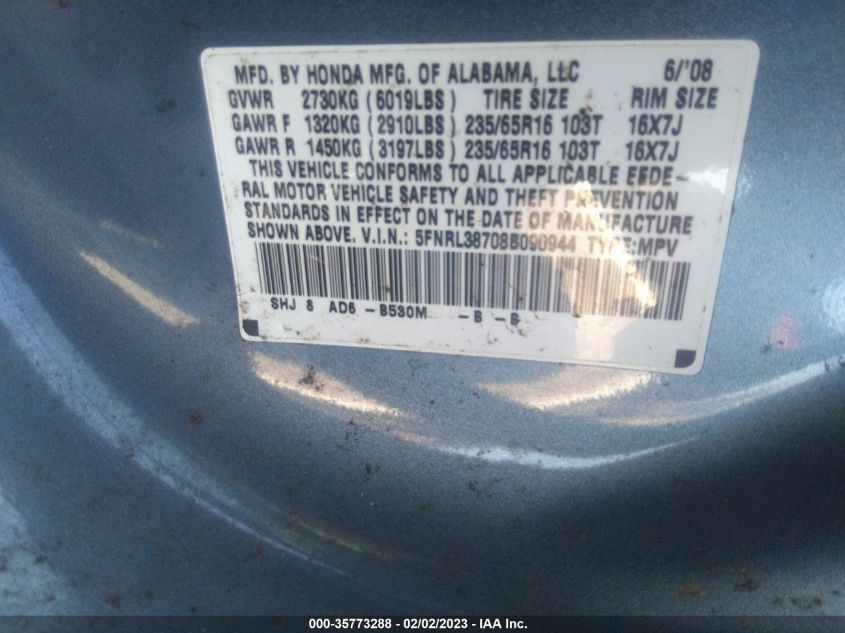 MFD. BY HONDA MFG. OF ALABAMA, LLC 6/'08
GVWR 2730KG (6019LBS) TIRE SIZE RIM SIZE
GAWR F 1320KG (2910LBS) 235/65R16 103T 16X7J
GAWR R 1450KG (3197LBS) 235/65R16 103T 16X7J
THIS VEHICLE CONFORMS TO ALL APPLICABLE FEDE-
RAL MOTOR VEHICLE SAFETY AND THEFT PREVENTION
STANDARDS IN EFFECT ON THE DATE OF MANUFACTURE
SHOWN ABOVE. V.I.N.: 5FNRL38708B090944 TYPE:MPV
SHJ 8 AD6 -B530M -B -B
000-35773288 - 02/02/2023 - IAA Inc.